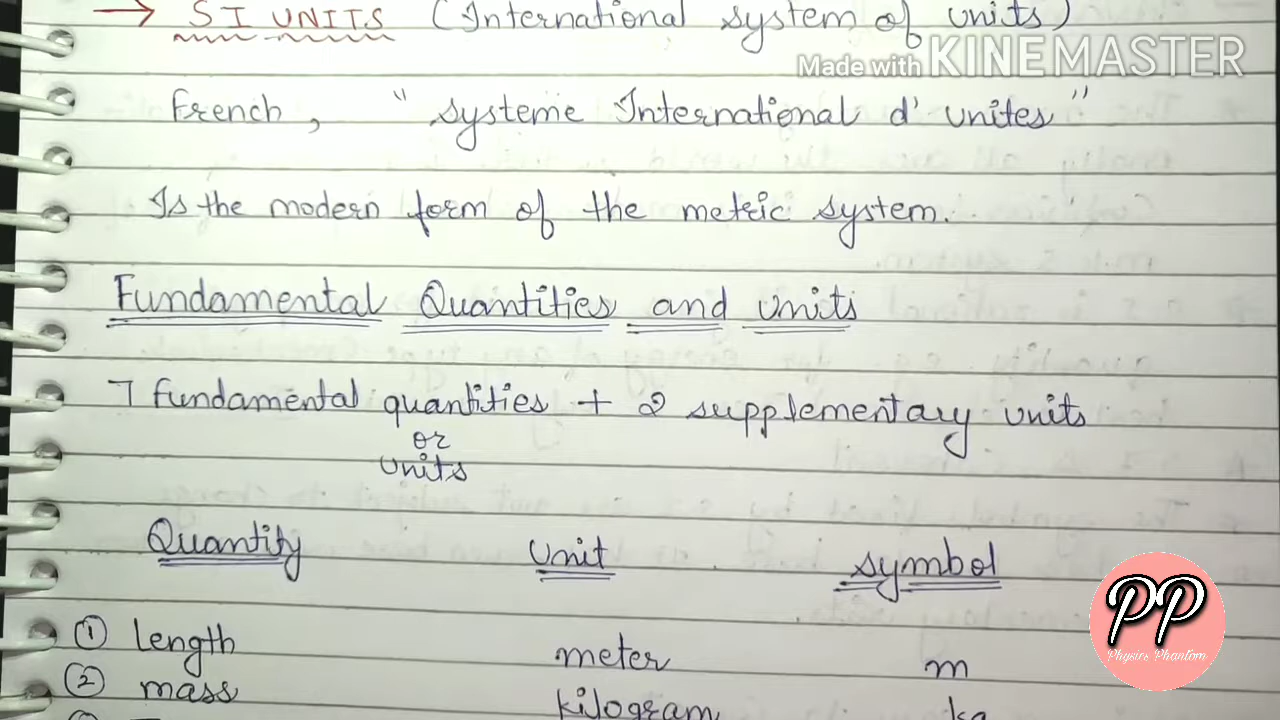 → SI UNITS (International system of units)
Made with KINEMASTER
French, " Systeme International d' unites "
Is the modern form of the metric system.
Fundamental Quantities and units
7 fundamental quantities + 2 supplementary units
or
units
Quantity unit symbol
① length meter m
② mass kilogram kg
PP
Physics Phantom